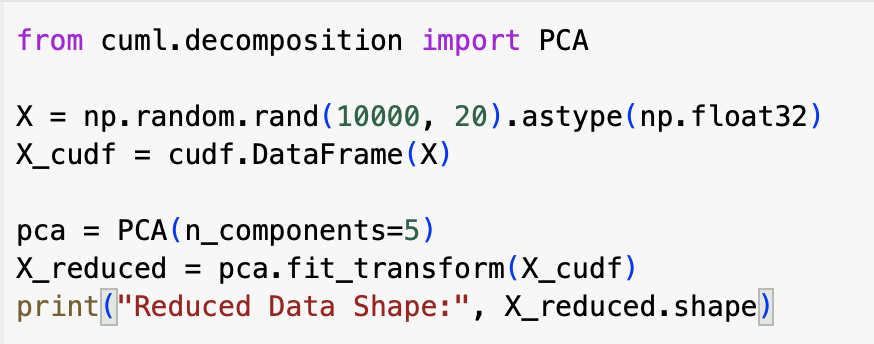 from cuml.decomposition import PCA
X = np.random.rand(10000, 20).astype(np.float32)
X_cudf = cudf.DataFrame(X)
pca = PCA(n_components=5)
X_reduced = pca.fit_transform(X_cudf)
print("Reduced Data Shape:", X_reduced.shape)